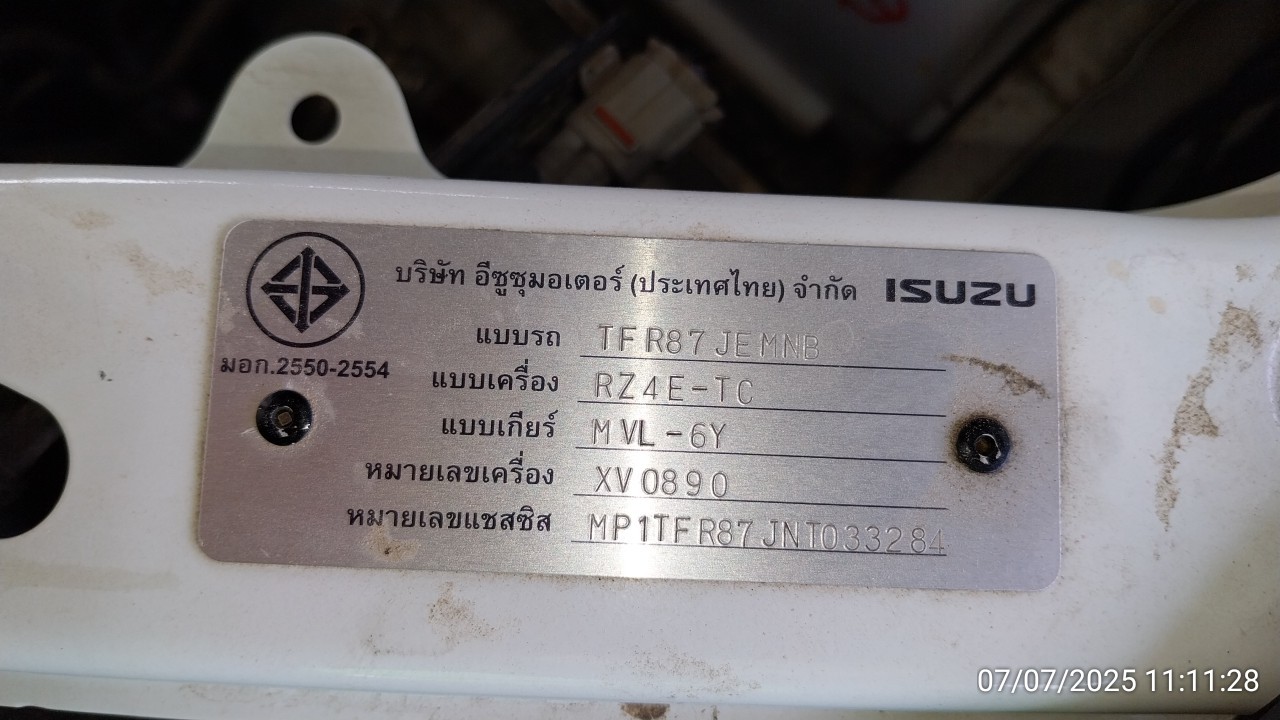 บริษัท อีซูซุมอเตอร์ (ประเทศไทย) จำกัด ISUZU
มอก.2550-2554
แบบรถ TFR87JEMNB
แบบเครื่อง RZ4E-TC
แบบเกียร์ MVL-6Y
หมายเลขเครื่อง XV0890
หมายเลขแชสซิส MP1TFR87JNT033284
07/07/2025 11:11:28